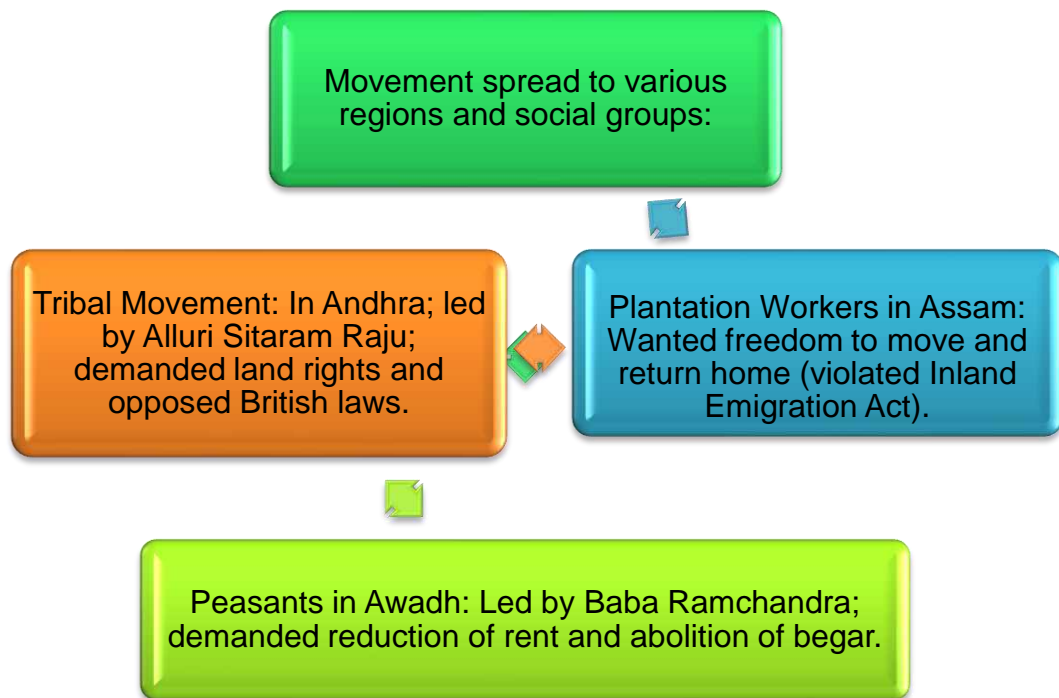 Movement spread to various
regions and social groups:
Tribal Movement: In Andhra; led
by Alluri Sitaram Raju;
demanded land rights and
opposed British laws.
Plantation Workers in Assam:
Wanted freedom to move and
return home (violated Inland
Emigration Act).
Peasants in Awadh: Led by Baba Ramchandra;
demanded reduction of rent and abolition of begar.